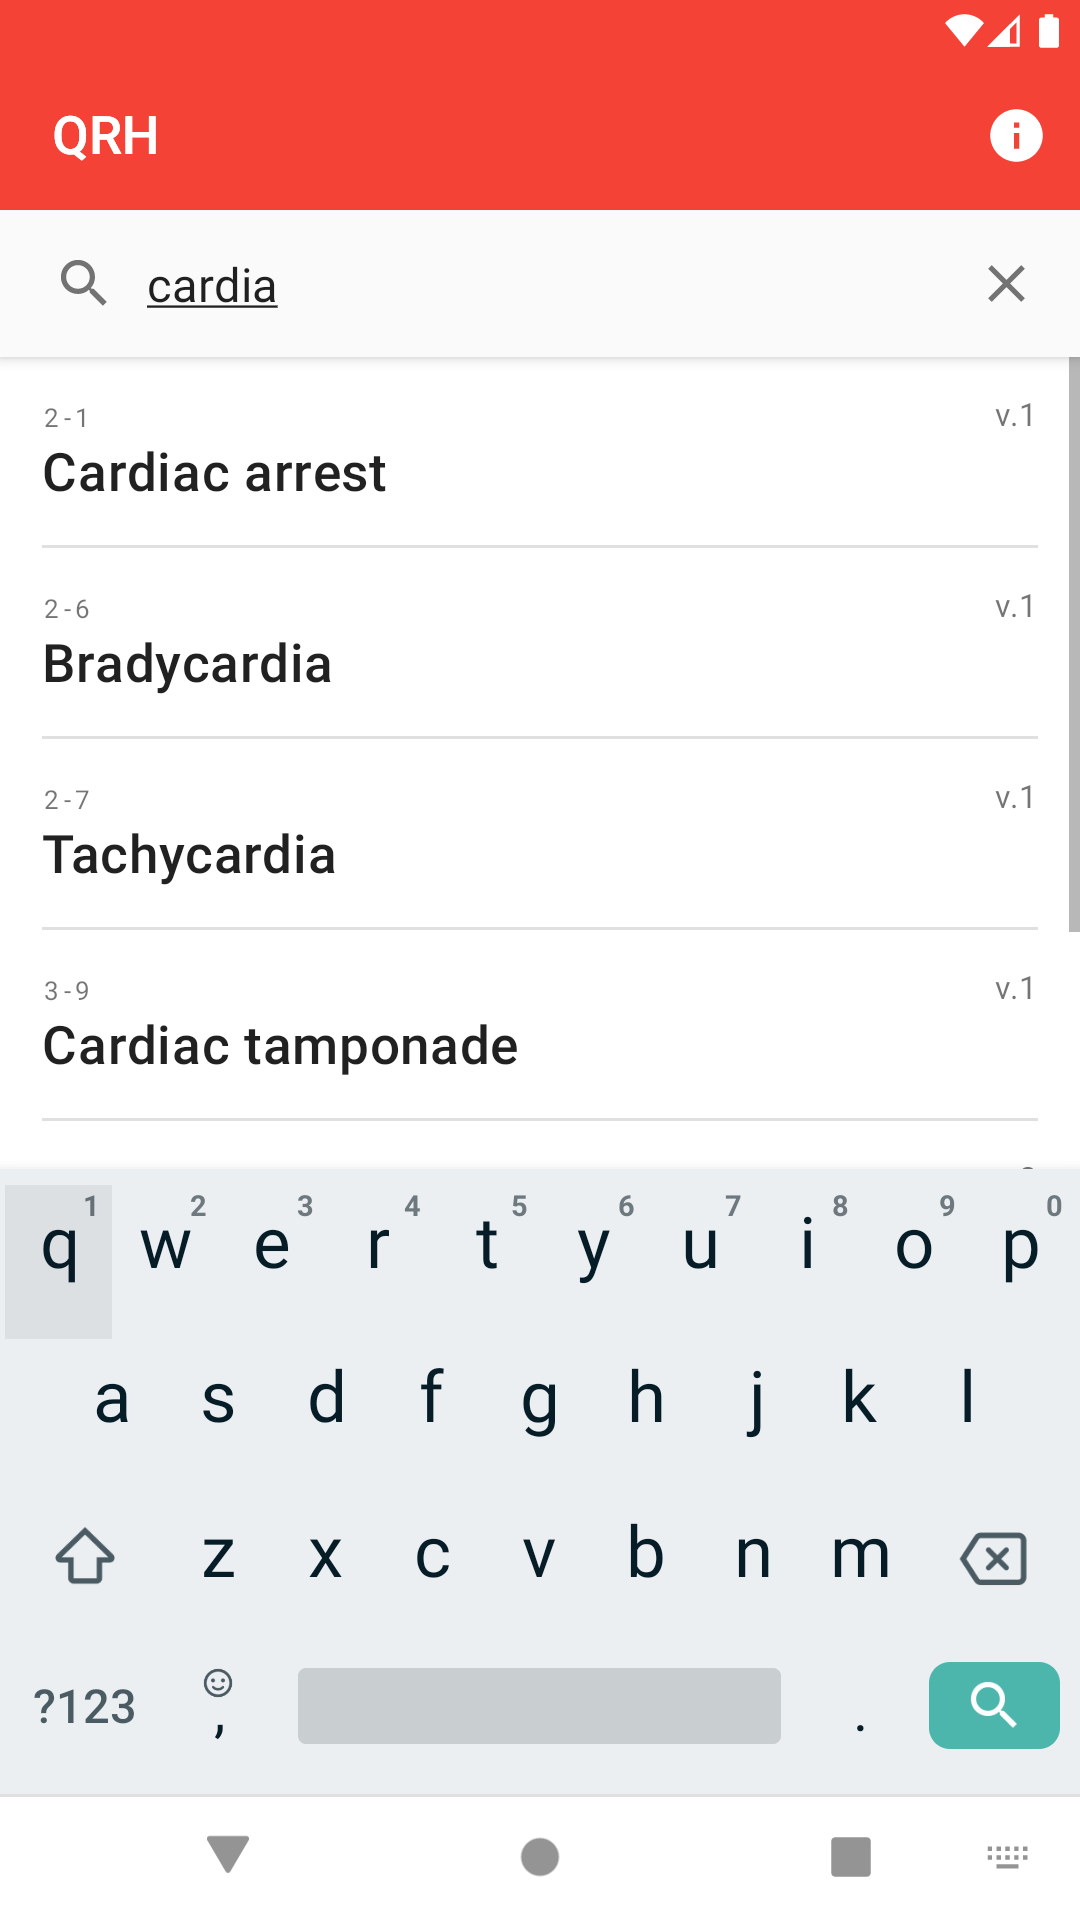 QRH
cardia
2-1
v.1
Cardiac arrest
2-6
v.1
Bradycardia
2-7
v.1
Tachycardia
3-9
v.1
Cardiac tamponade
q 1 w 2 e 3 r 4 t 5 y 6 u 7 i 8 o 9 p 0
a s d f g h j k l
z x c v b n m
?123 , .